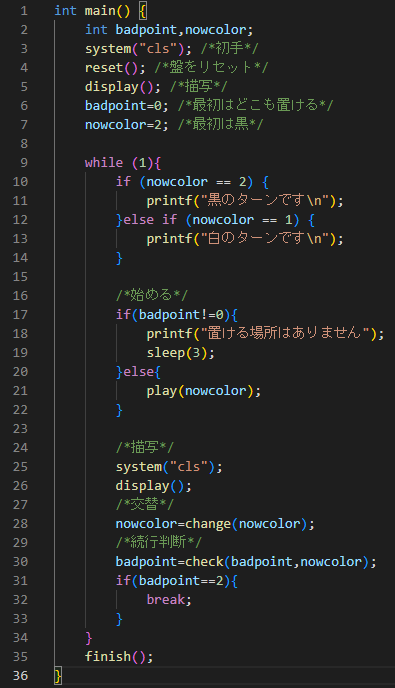 1 int main() {
2     int badpoint,nowcolor;
3     system("cls"); /*初手*/
4     reset(); /*盤をリセット*/
5     display(); /*描写*/
6     badpoint=0; /*最初はどこも置ける*/
7     nowcolor=2; /*最初は黒*/
8
9     while (1){
10         if (nowcolor == 2) {
11             printf("黒のターンです\n");
12         }else if (nowcolor == 1) {
13             printf("白のターンです\n");
14         }
15
16         /*始める*/
17         if(badpoint!=0){
18             printf("置ける場所はありません");
19             sleep(3);
20         }else{
21             play(nowcolor);
22         }
23
24         /*描写*/
25         system("cls");
26         display();
27         /*交替*/
28         nowcolor=change(nowcolor);
29         /*続行判断*/
30         badpoint=check(badpoint,nowcolor);
31         if(badpoint==2){
32             break;
33         }
34     }
35     finish();
36 }